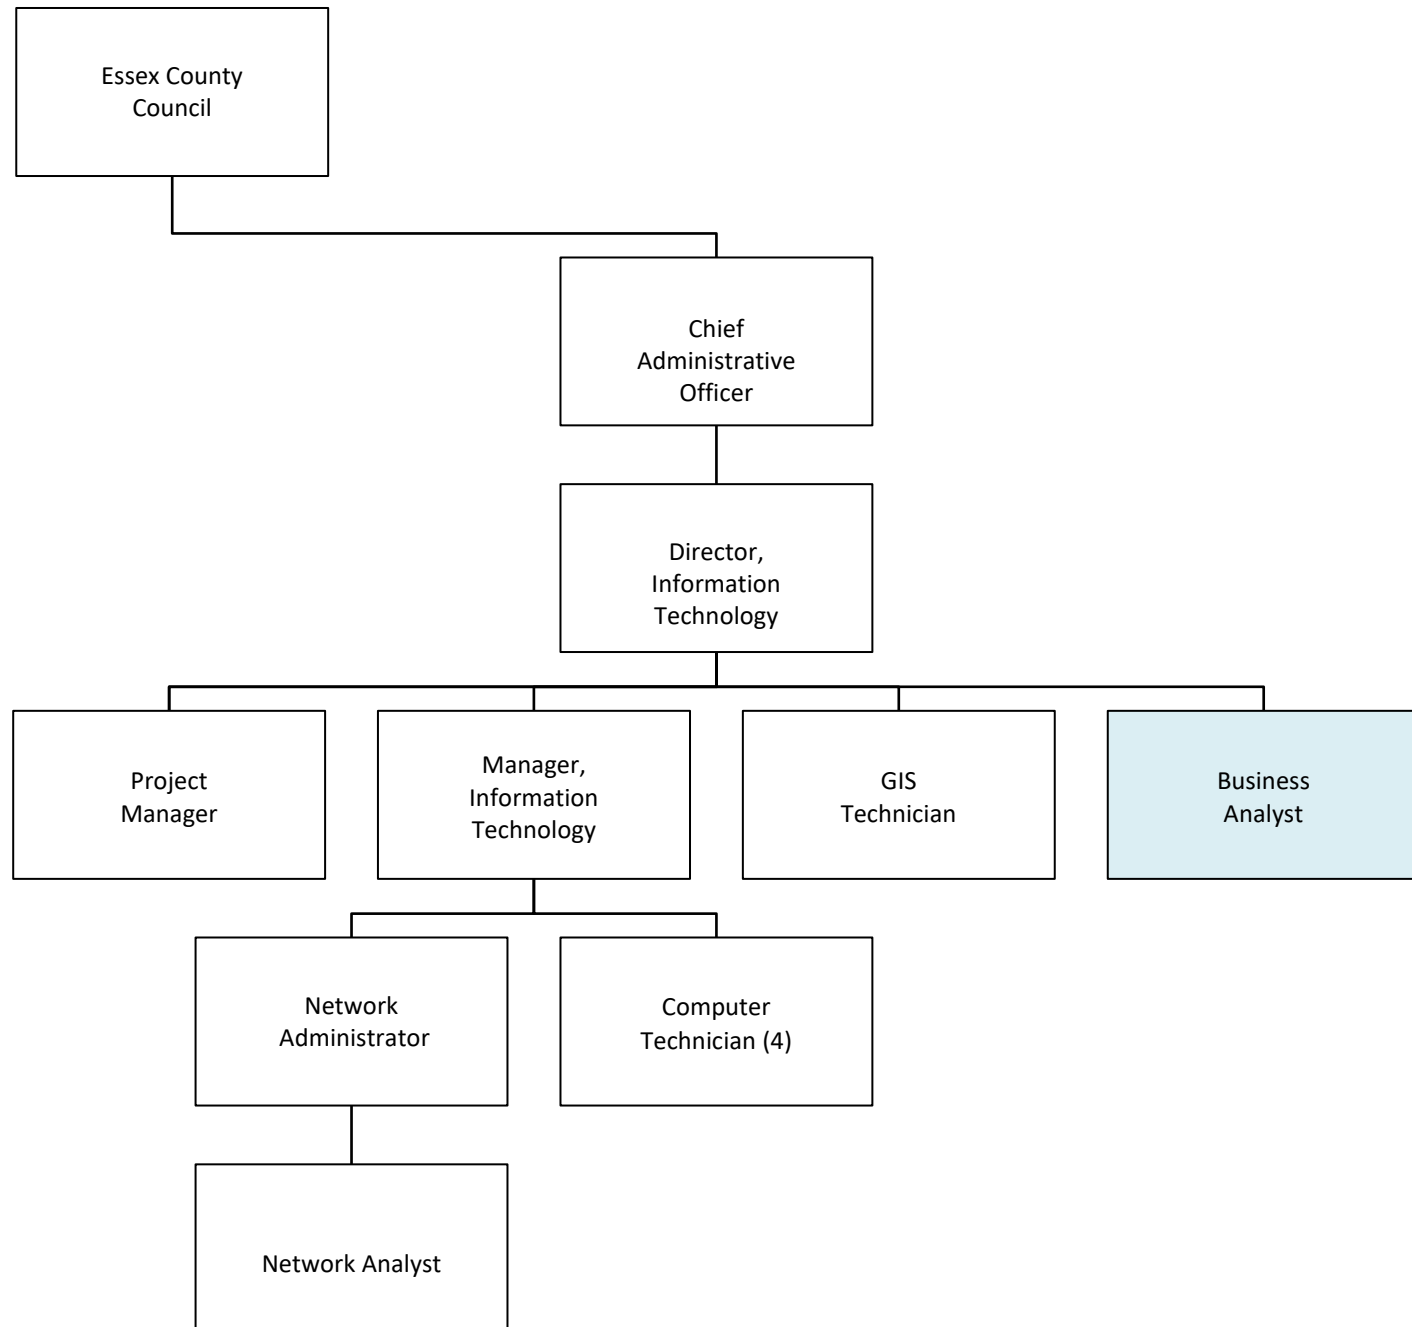 Essex County
Council
Chief
Administrative
Officer
Director,
Information
Technology
Project
Manager
Manager,
Information
Technology
GIS
Technician
Business
Analyst
Network
Administrator
Computer
Technician (4)
Network Analyst